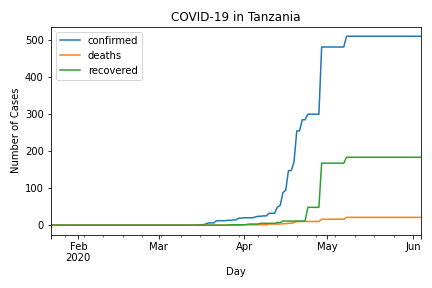 COVID-19 in Tanzania
confirmed
deaths
recovered
Number of Cases
500
400
300
200
100
0
Feb
2020
Mar
Apr
May
Jun
Day